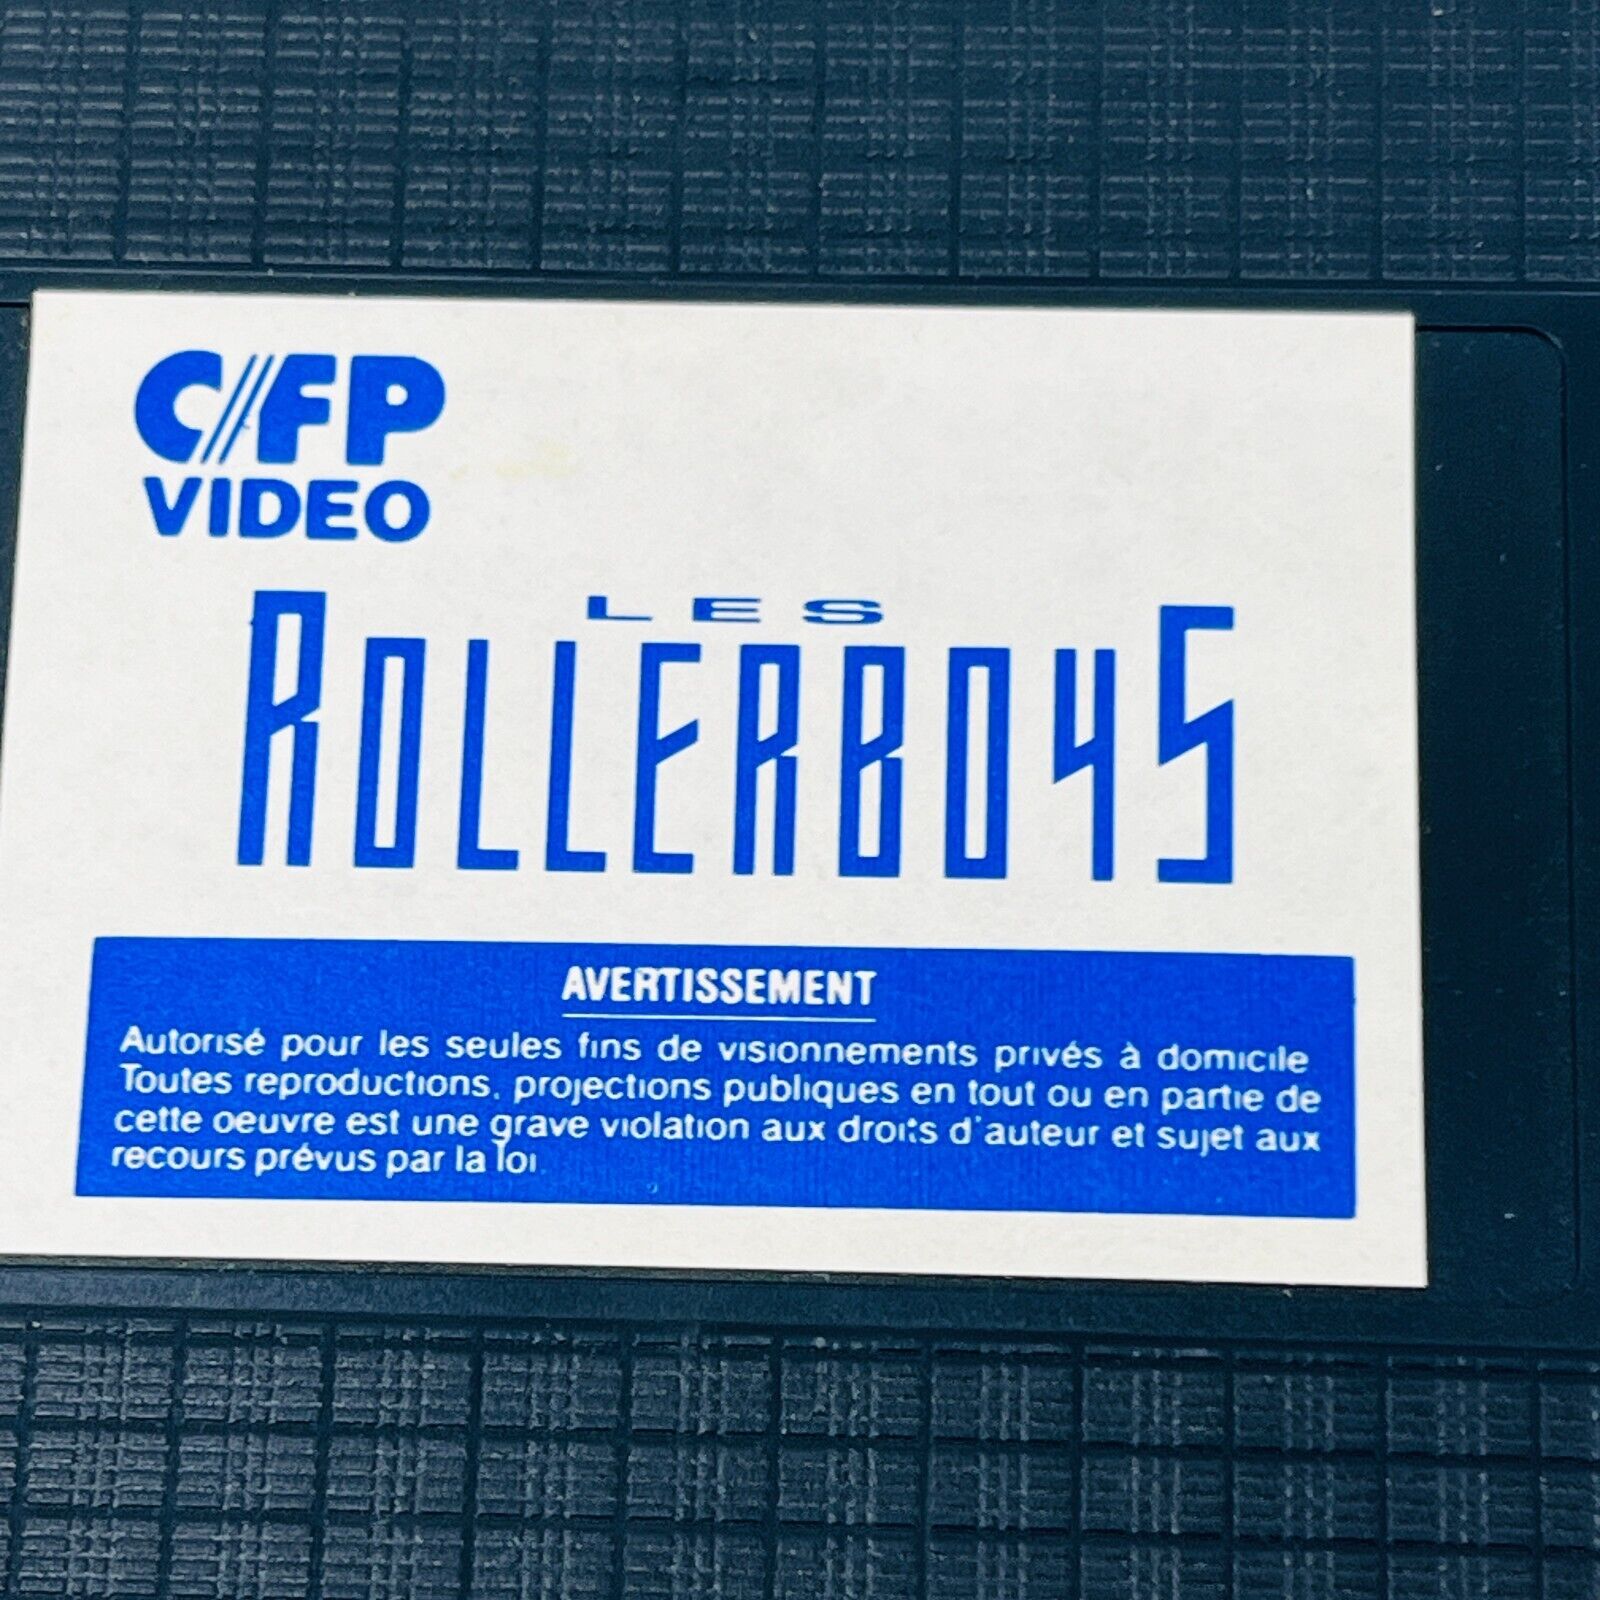 C//FP
VIDEO
LES
ROLLERBOYS
AVERTISSEMENT
Autorisé pour les seules fins de visionnements privés à domicile
Toutes reproductions, projections publiques en tout ou en partie de
cette oeuvre est une grave violation aux droits d'auteur et sujet aux
recours prévus par la loi.